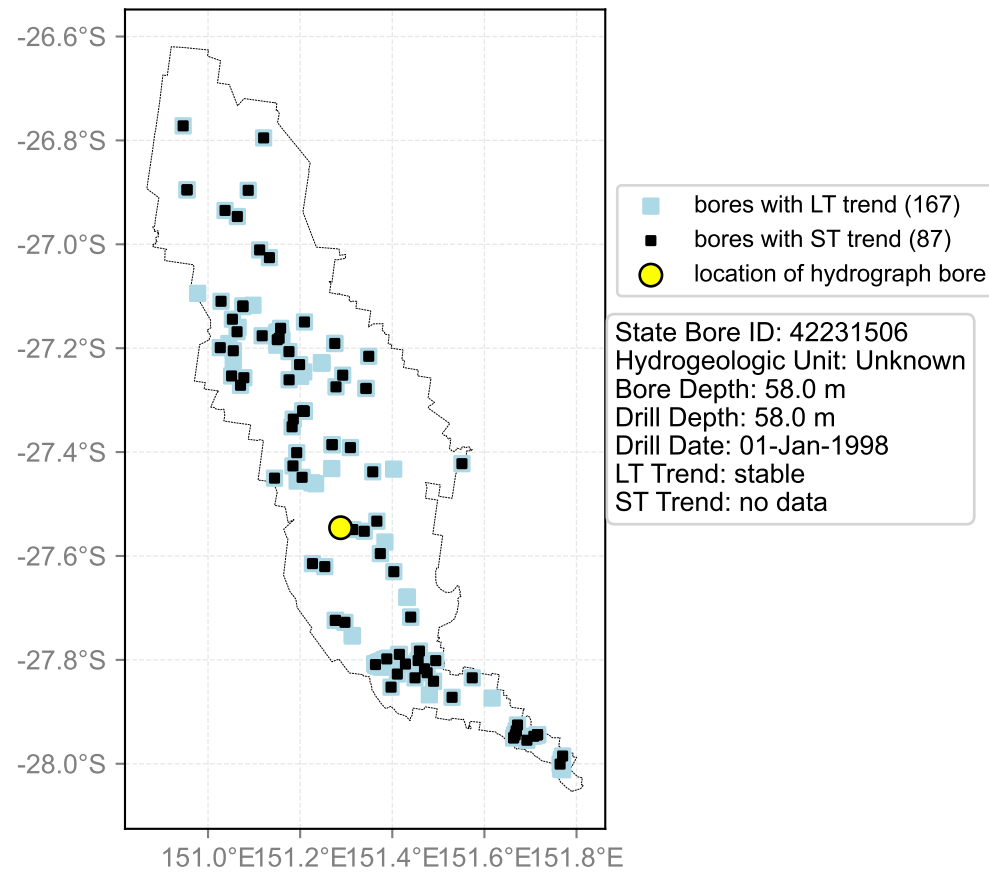 -26.6°S
-26.8°S
-27.0°S
-27.2°S
-27.4°S
-27.6°S
-27.8°S
-28.0°S
151.0°E151.2°E151.4°E151.6°E151.8°E
bores with LT trend (167)
bores with ST trend (87)
location of hydrograph bore
State Bore ID: 42231506
Hydrogeologic Unit: Unknown
Bore Depth: 58.0 m
Drill Depth: 58.0 m
Drill Date: 01-Jan-1998
LT Trend: stable
ST Trend: no data